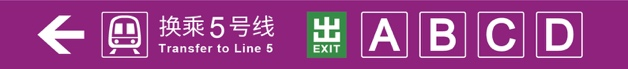 换乘5号线
Transfer to Line 5
出
EXIT
A B C D